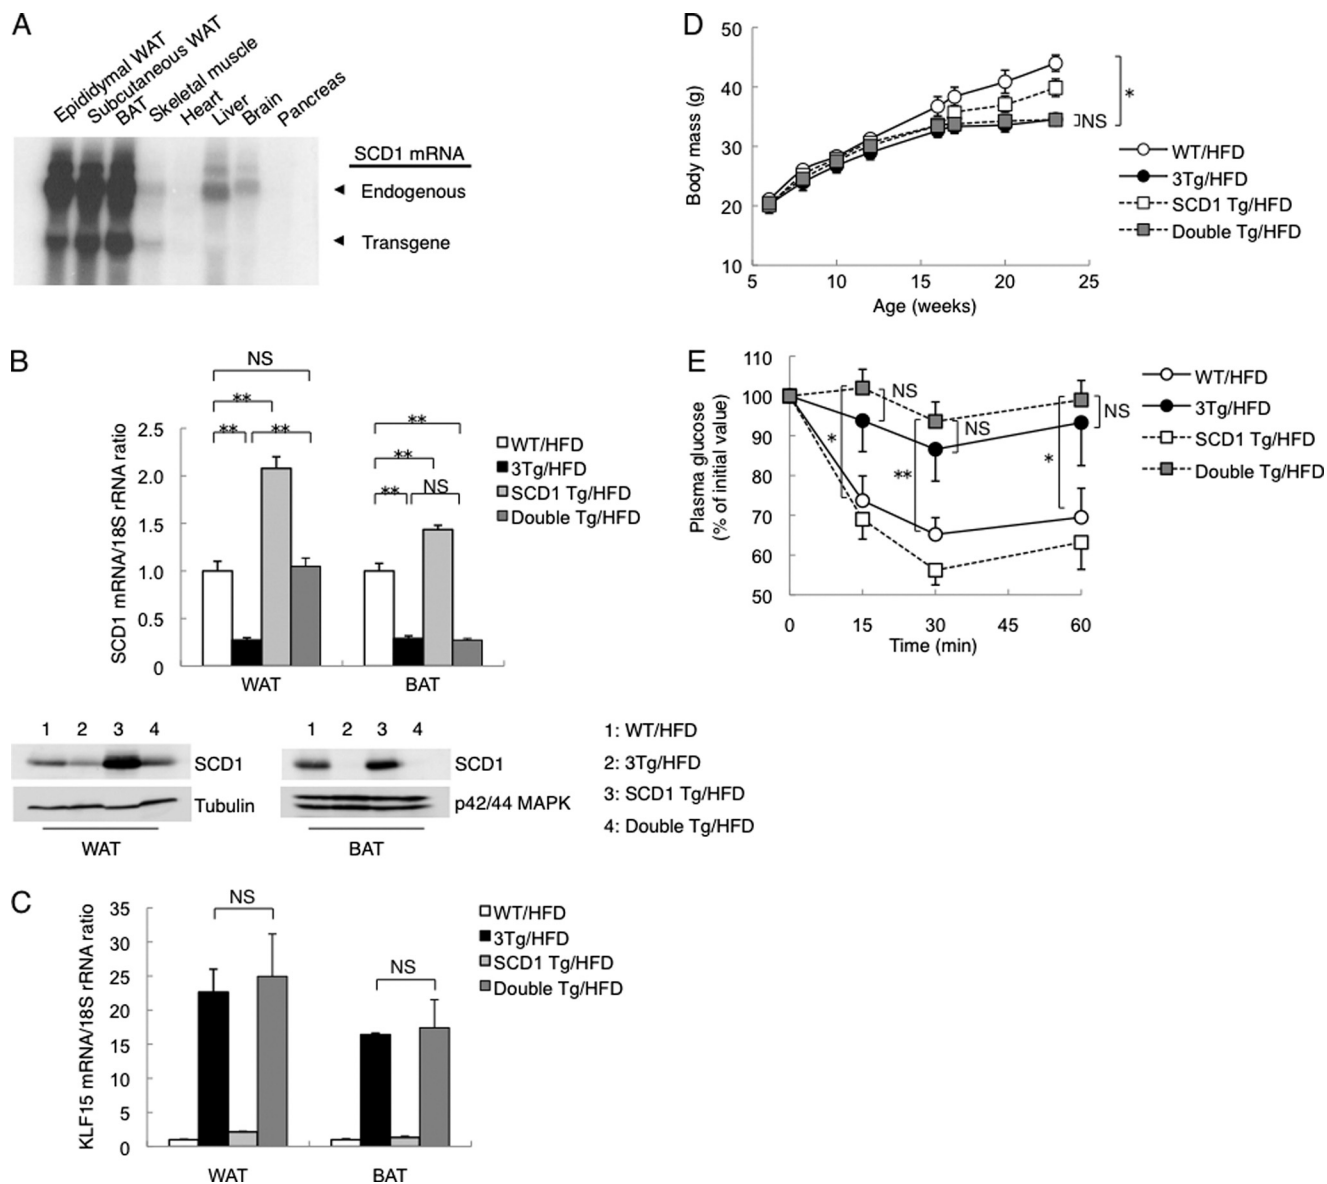 A
Epididymal WAT
Subcutaneous WAT
BAT
Skeletal muscle
Heart
Liver
Brain
Pancreas
SCD1 mRNA
Endogenous
Transgene
B
SCD1 mRNA/18S rRNA ratio
2.5
2.0
1.5
1.0
0.5
0
NS
**
**
**
**
**
**
NS
WAT
BAT
WT/HFD
3Tg/HFD
SCD1 Tg/HFD
Double Tg/HFD
1 2 3 4
SCD1
Tubulin
WAT
1 2 3 4
SCD1
p42/44 MAPK
BAT
1: WT/HFD
2: 3Tg/HFD
3: SCD1 Tg/HFD
4: Double Tg/HFD
C
KLF15 mRNA/18S rRNA ratio
35
30
25
20
15
10
5
0
NS
NS
WAT
BAT
WT/HFD
3Tg/HFD
SCD1 Tg/HFD
Double Tg/HFD
D
Body mass (g)
50
40
30
20
10
5 10 15 20 25
Age (weeks)
*
NS
WT/HFD
3Tg/HFD
SCD1 Tg/HFD
Double Tg/HFD
E
Plasma glucose
(% of initial value)
110
100
90
80
70
60
50
0 15 30 45 60
Time (min)
NS
*
NS
**
NS
*
WT/HFD
3Tg/HFD
SCD1 Tg/HFD
Double Tg/HFD